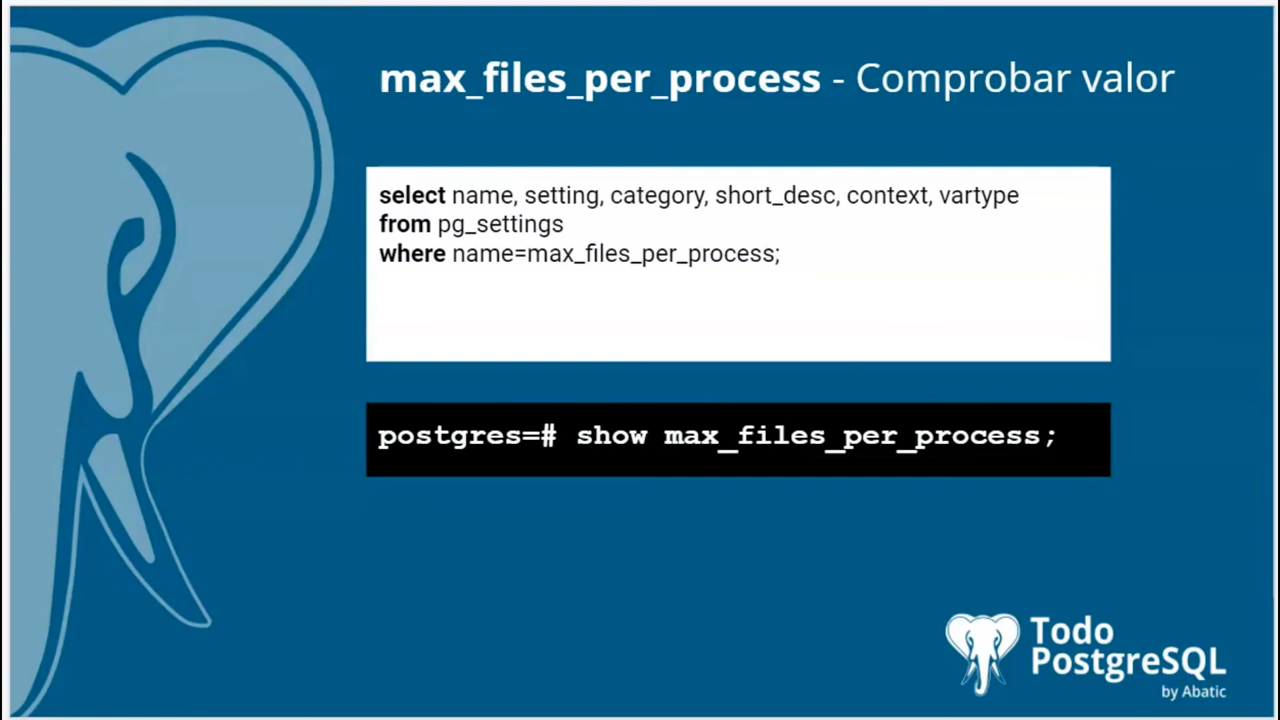 max_files_per_process - Comprobar valor
select name, setting, category, short_desc, context, vartype
from pg_settings
where name=max_files_per_process;
postgres=# show max_files_per_process;
Todo
PostgreSQL
by Abatic